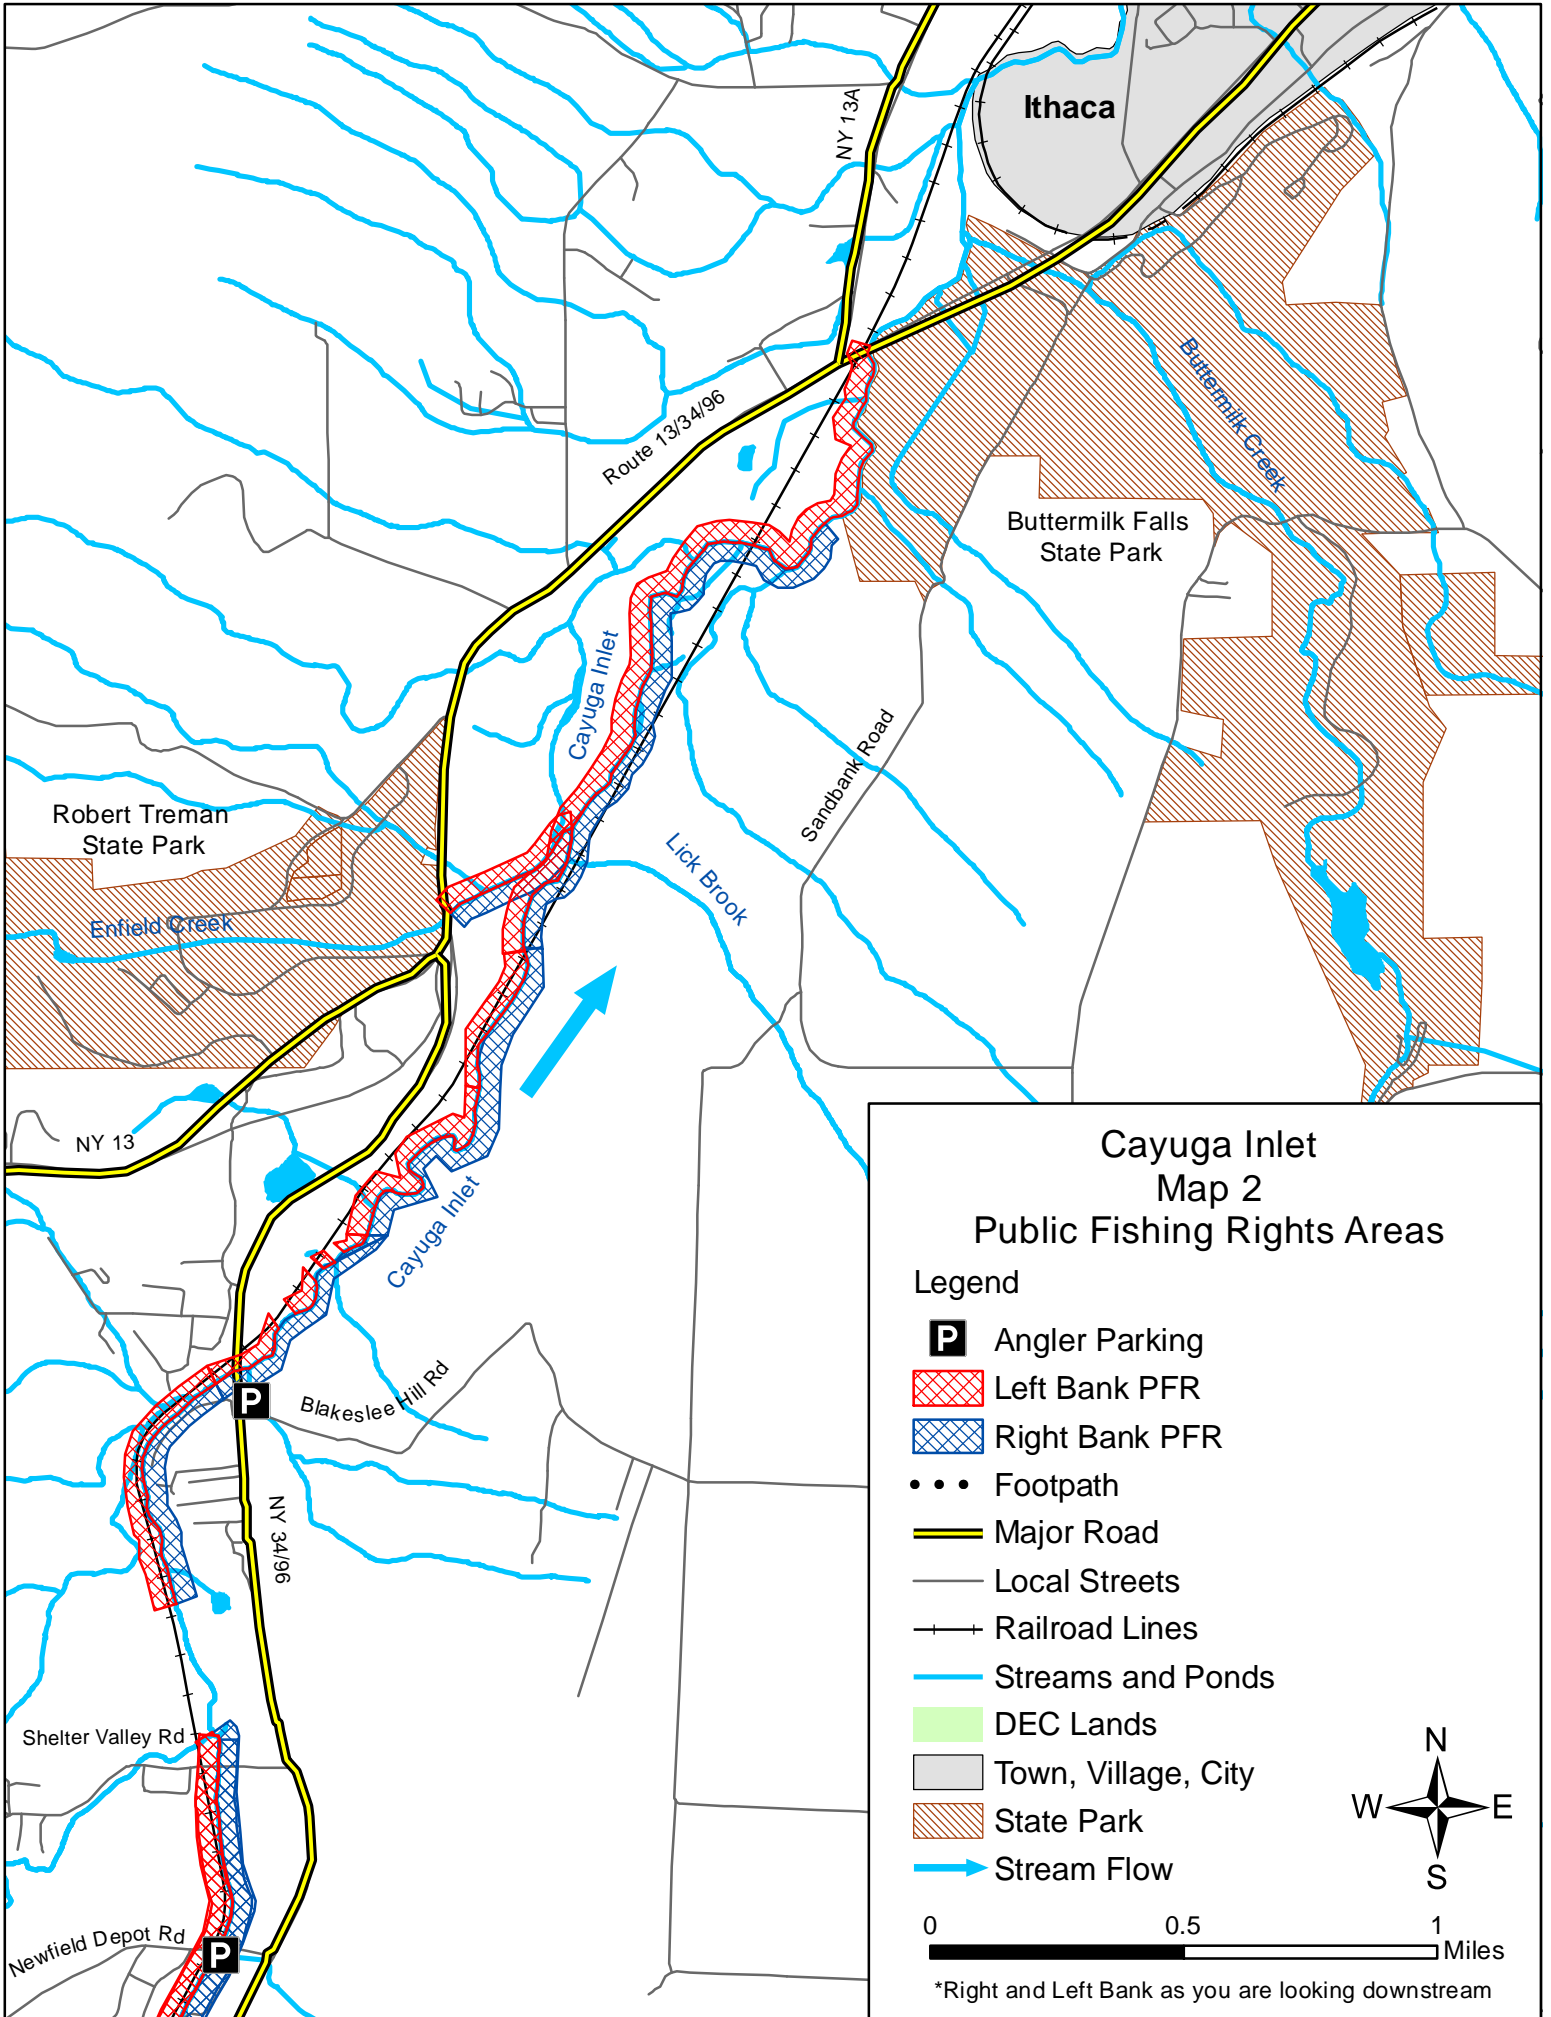 Ithaca
NY 13A
Buttermilk Creek
Route 13/34/96
Buttermilk Falls
State Park
Cayuga Inlet
Sandbank Road
Robert Treman
State Park
Lick Brook
Enfield Creek
NY 13
Cayuga Inlet
Blakeslee Hill Rd
P
NY 34/96
Shelter Valley Rd
Newfield Depot Rd
P
Cayuga Inlet
Map 2
Public Fishing Rights Areas
Legend
P Angler Parking
Left Bank PFR
Right Bank PFR
Footpath
Major Road
Local Streets
Railroad Lines
Streams and Ponds
DEC Lands
Town, Village, City
State Park
Stream Flow
N
W E
S
0 0.5 1
Miles
*Right and Left Bank as you are looking downstream